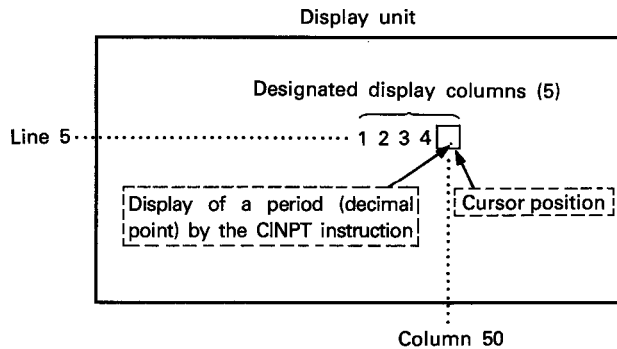 Display unit
Designated display columns (5)
Line 5
1 2 3 4 .
Display of a period (decimal
point) by the CINPT instruction
Cursor position
Column 50